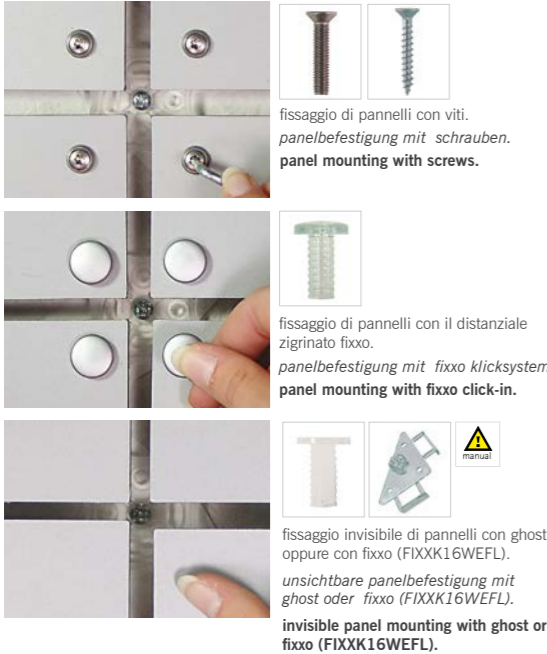 fissaggio di pannelli con viti.
panelbefestigung mit schrauben.
panel mounting with screws.
fissaggio di pannelli con il distanziale
zigrinato fixxo.
panelbefestigung mit fixxo klicksystem
panel mounting with fixxo click-in.
manual
fissaggio invisibile di pannelli con ghost
oppure con fixxo (FIXXK16WEFL).
unsichtbare panelbefestigung mit
ghost oder fixxo (FIXXK16WEFL).
invisible panel mounting with ghost or
fixxo (FIXXK16WEFL).